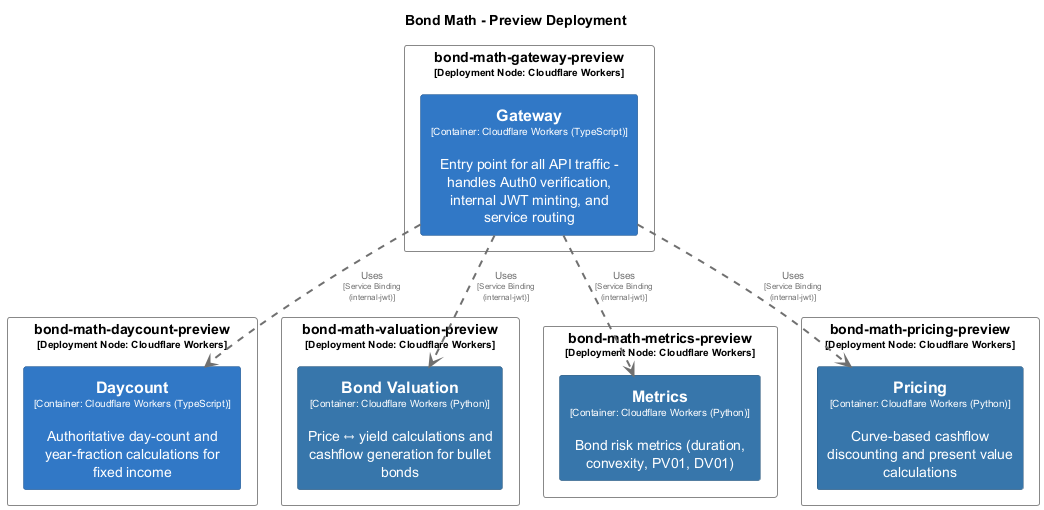 Bond Math - Preview Deployment
bond-math-gateway-preview
[Deployment Node: Cloudflare Workers]
Gateway
[Container: Cloudflare Workers (TypeScript)]
Entry point for all API traffic -
handles Auth0 verification,
internal JWT minting, and
service routing
Uses
[Service Binding
(internal-jwt)]
Uses
[Service Binding
(internal-jwt)]
Uses
[Service Binding
(internal-jwt)]
Uses
[Service Binding
(internal-jwt)]
bond-math-daycount-preview
[Deployment Node: Cloudflare Workers]
Daycount
[Container: Cloudflare Workers (TypeScript)]
Authoritative day-count and
year-fraction calculations for
fixed income
bond-math-valuation-preview
[Deployment Node: Cloudflare Workers]
Bond Valuation
[Container: Cloudflare Workers (Python)]
Price ↔ yield calculations and
cashflow generation for bullet
bonds
bond-math-metrics-preview
[Deployment Node: Cloudflare Workers]
Metrics
[Container: Cloudflare Workers (Python)]
Bond risk metrics (duration,
convexity, PV01, DV01)
bond-math-pricing-preview
[Deployment Node: Cloudflare Workers]
Pricing
[Container: Cloudflare Workers (Python)]
Curve-based cashflow
discounting and present value
calculations